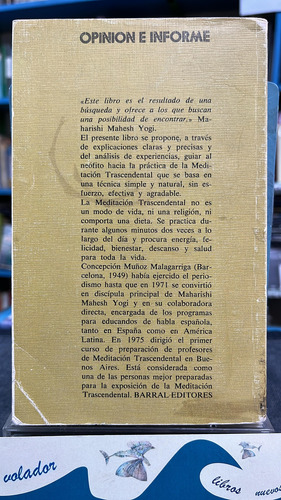 OPINION E INFORME
«Este libro es el resultado de una
búsqueda y ofrece a los que buscan
una posibilidad de encontrar.» Ma-
harishi Mahesh Yogi.
El presente libro se propone, a través
de explicaciones claras y precisas y
del análisis de experiencias, guiar al
neófito hacia la práctica de la Medi-
tación Trascendental que se basa en
una técnica simple y natural, sin es-
fuerzo, efectiva y agradable.
La Meditación Trascendental no es
un modo de vida, ni una religión, ni
comporta una dieta. Se practica du-
rante algunos minutos dos veces a lo
largo del día y procura energía, fe-
licidad, bienestar, descanso y salud
para toda la vida.
Concepción Muñoz Malagarriga (Bar-
celona, 1949) había ejercido el perio-
dismo hasta que en 1971 se convirtió
en discípula principal de Maharishi
Mahesh Yogi y en su colaboradora
directa, encargada de los programas
para educandos de habla española,
tanto en España como en América
Latina. En 1975 dirigió el primer
curso de preparación de profesores
de Meditación Trascendental en Bue-
nos Aires. Está considerada como
una de las personas mejor preparadas
para la exposición de la Meditación
Trascendental. BARRAL EDITORES
volador
libros
nuevos